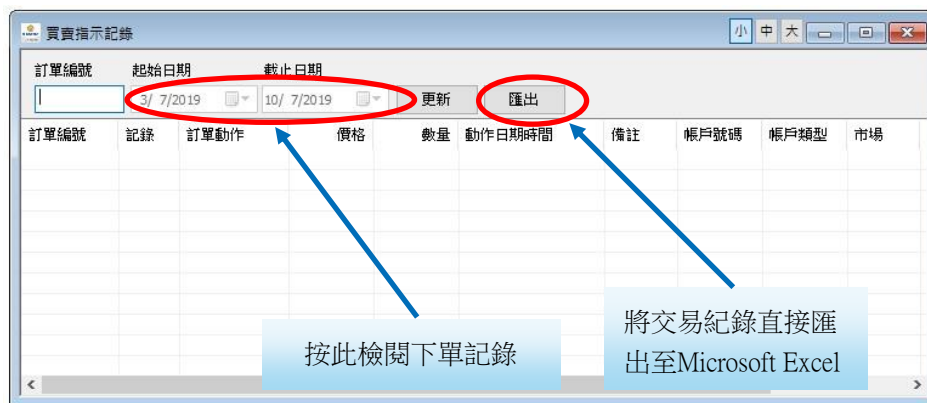 買賣指示記錄
小 中 大
訂單編號 起始日期 截止日期
3/ 7/2019 10/ 7/2019 更新 匯出
訂單編號 記錄 訂單動作 價格 數量 動作日期時間 備註 帳戶號碼 帳戶類型 市場
按此檢閱下單記錄
將交易紀錄直接匯
出至Microsoft Excel